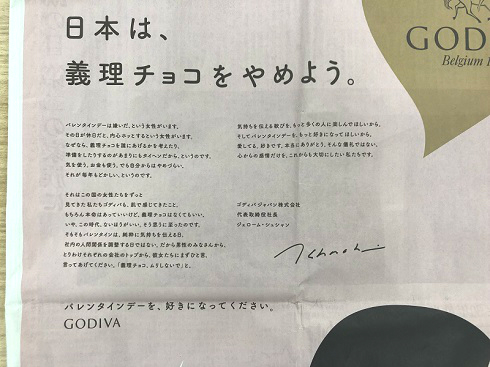 日本は、
義理チョコをやめよう。
GODIV
Belgium 1
バレンタインデーは嫌いだ、という女性がいます。
その日が休日だと、内心ホッとするという女性がいます。
なぜなら、義理チョコを誰にあげるかを考えたり、
準備をしたりするのがあまりにもタイヘンだから、というのです。
気を使う、お金も使う、でも自分からはやめづらい。
それが毎年もどかしい、というのです。
それはこの国の女性たちをずっと
見てきた私たちゴディバも、肌で感じてきたこと。
もちろん本命はあっていいけど、義理チョコはなくてもいい。
いや、この時代、ないほうがいい。そう思うに至ったのです。
そもそもバレンタインは、純粋に気持ちを伝える日。
社内の人間関係を調整する日ではない。だから男性のみなさんから、
とりわけそれぞれの会社のトップから、彼女たちにまずひと言、
言ってあげてください。「義理チョコ、ムリしないで」と。
気持ちを伝える歓びを、もっと多くの人に楽しんでほしいから。
そしてバレンタインデーを、もっと好きになってほしいから。
愛してる。好きです。本当にありがとう。そんな儀礼ではない、
心からの感情だけを、これからも大切にしたい私たちです。
ゴディバ ジャパン株式会社
代表取締役社長
ジェローム・シュシャン
バレンタインデーを、好きになってください。
GODIVA